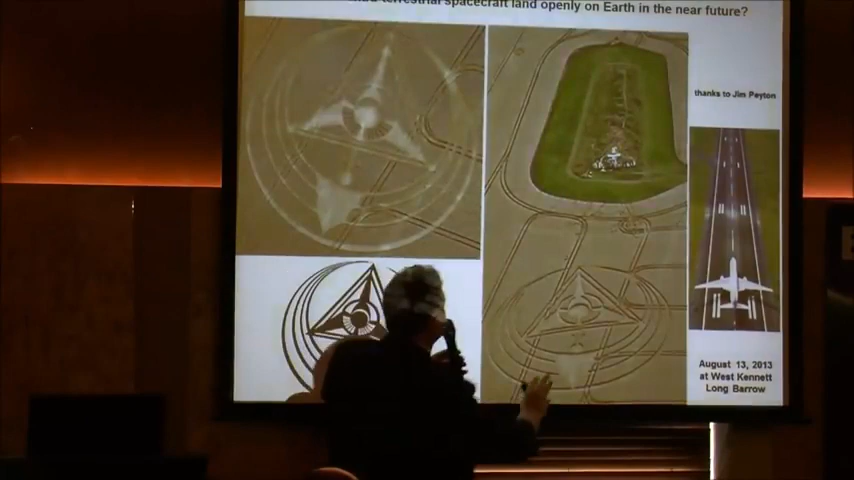 terrestrial spacecraft land openly on Earth in the near future?
thanks to Jim Peyton
August 13, 2013
at West Kennett
Long Barrow